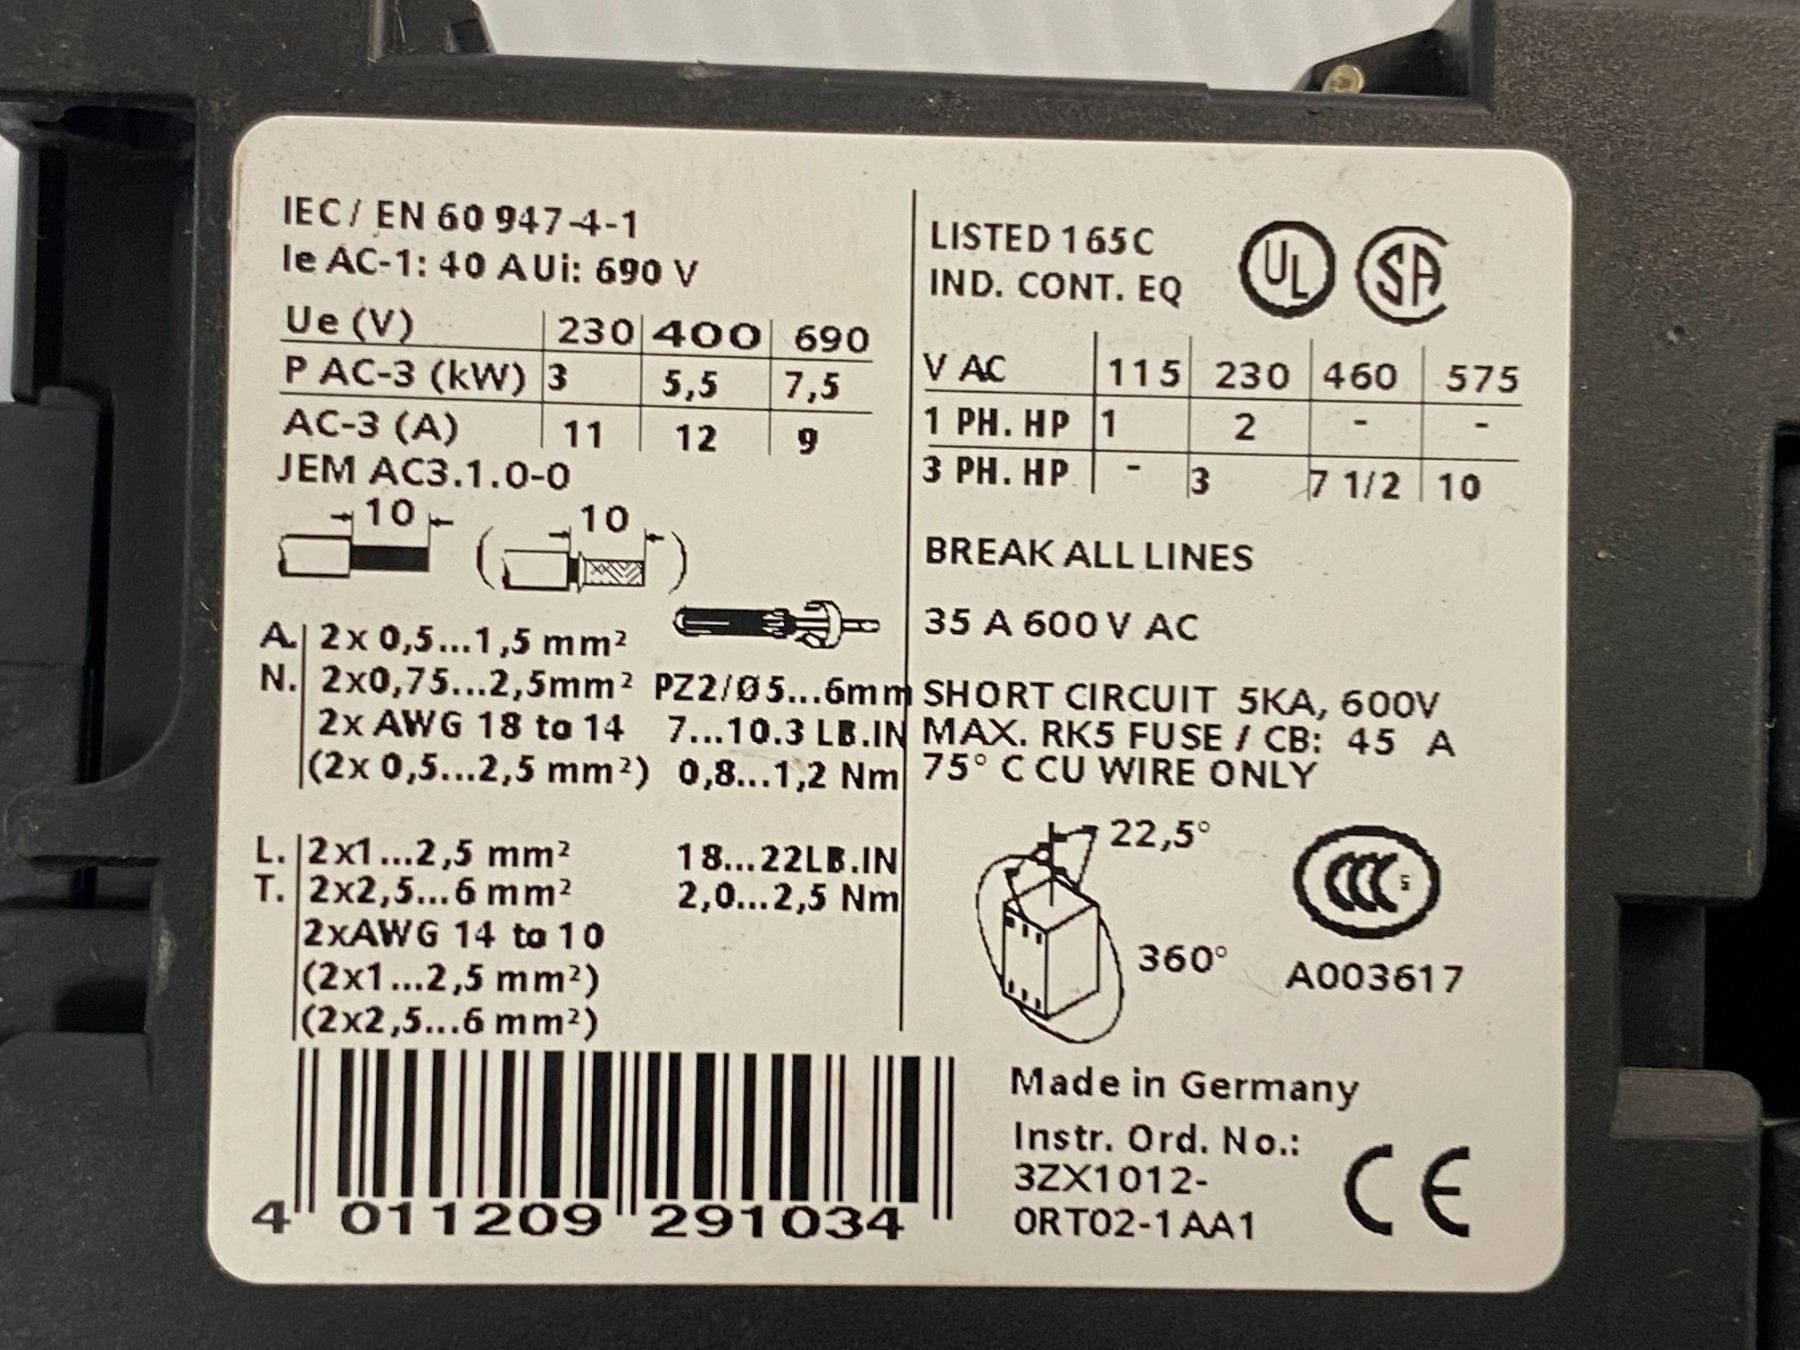 IEC / EN 60 947-4-1
Ie AC-1: 40 A Ui: 690 V
Ue (V) 230 400 690
P AC-3 (kW) 3 5,5 7,5
AC-3 (A) 11 12 9
JEM AC3.1.0-0
10 10
A. 2x 0,5...1,5 mm²
N. 2x0,75...2,5mm² PZ2/Ø5...6mm
2x AWG 18 to 14 7...10.3 LB.IN
(2x 0,5...2,5 mm²) 0,8...1,2 Nm
L. 2x1...2,5 mm² 18...22LB.IN
T. 2x2,5...6 mm² 2,0...2,5 Nm
2xAWG 14 to 10
(2x1...2,5 mm²)
(2x2,5...6 mm²)
4 011209 291034
LISTED 165C
IND. CONT. EQ
UL SA
V AC 115 230 460 575
1 PH. HP 1 2 - -
3 PH. HP - 3 7 1/2 10
BREAK ALL LINES
35 A 600 V AC
SHORT CIRCUIT 5KA, 600V
MAX. RK5 FUSE / CB: 45 A
75° C CU WIRE ONLY
22,5°
360°
CCC S
A003617
Made in Germany
Instr. Ord. No.:
3ZX1012-
0RT02-1AA1
CE